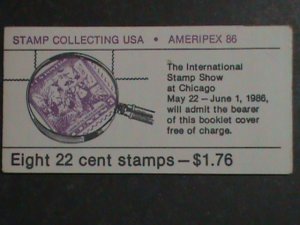 STAMP COLLECTING USA • AMERIPEX 86
The International
Stamp Show
at Chicago
May 22 – June 1, 1986,
will admit the bearer
of this booklet cover
free of charge.
Eight 22 cent stamps – $1.76